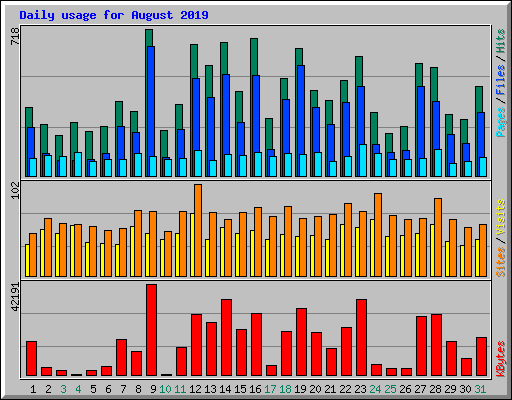 Daily usage for August 2019
718
Pages / Files / Hits
102
Sites / Visits
42191
KBytes
1 2 3 4 5 6 7 8 9 10 11 12 13 14 15 16 17 18 19 20 21 22 23 24 25 26 27 28 29 30 31